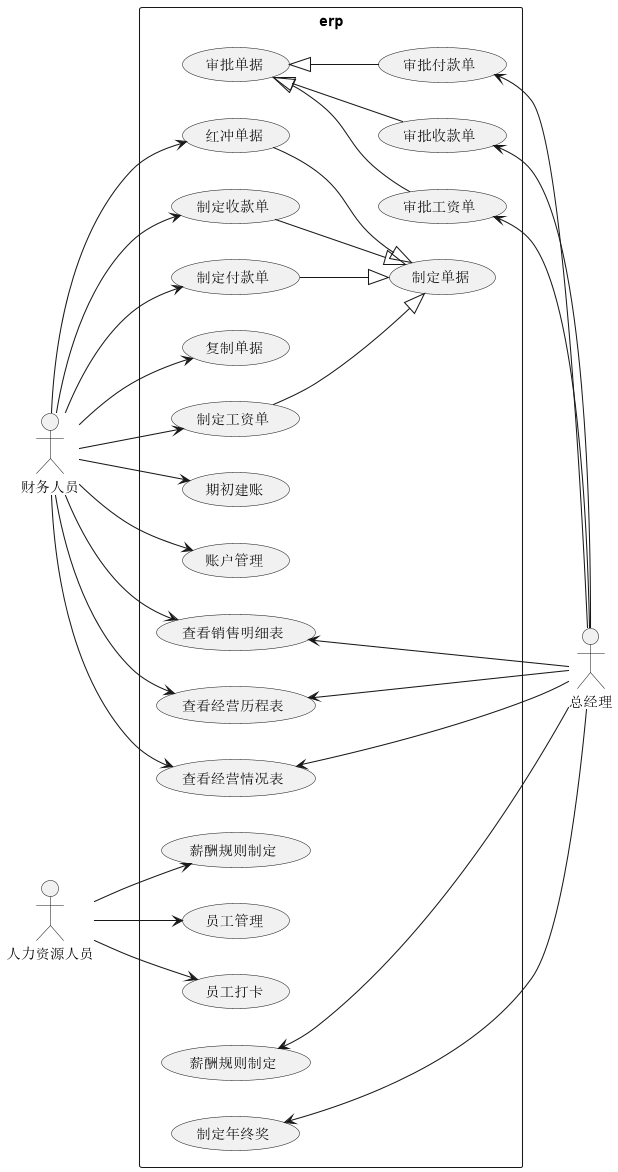 erp
审批单据
审批付款单
红冲单据
审批收款单
制定收款单
审批工资单
制定付款单
制定单据
复制单据
制定工资单
财务人员
期初建账
账户管理
查看销售明细表
查看经营历程表
总经理
查看经营情况表
薪酬规则制定
员工管理
人力资源人员
员工打卡
薪酬规则制定
制定年终奖